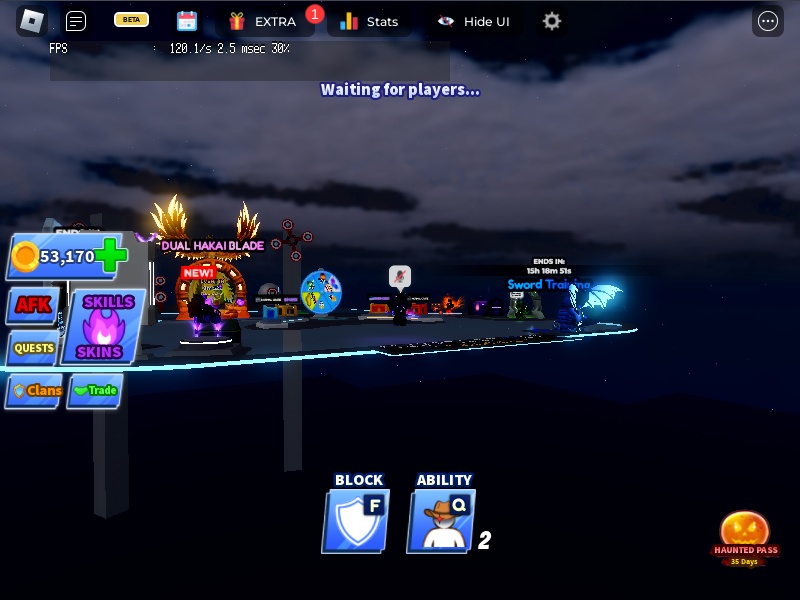 BETA
EXTRA
1
Stats
Hide UI
FPS : 120.1/s 2.5 msec 30%
Waiting for players...
DUAL HAKAI BLADE
53,170
NEW!
ENDS IN:
15h 18m 51s
Sword Training
AFK
SKILLS
SKINS
QUESTS
Clans
Trade
BLOCK
F
ABILITY
Q
2
HAUNTED PASS
35 Days